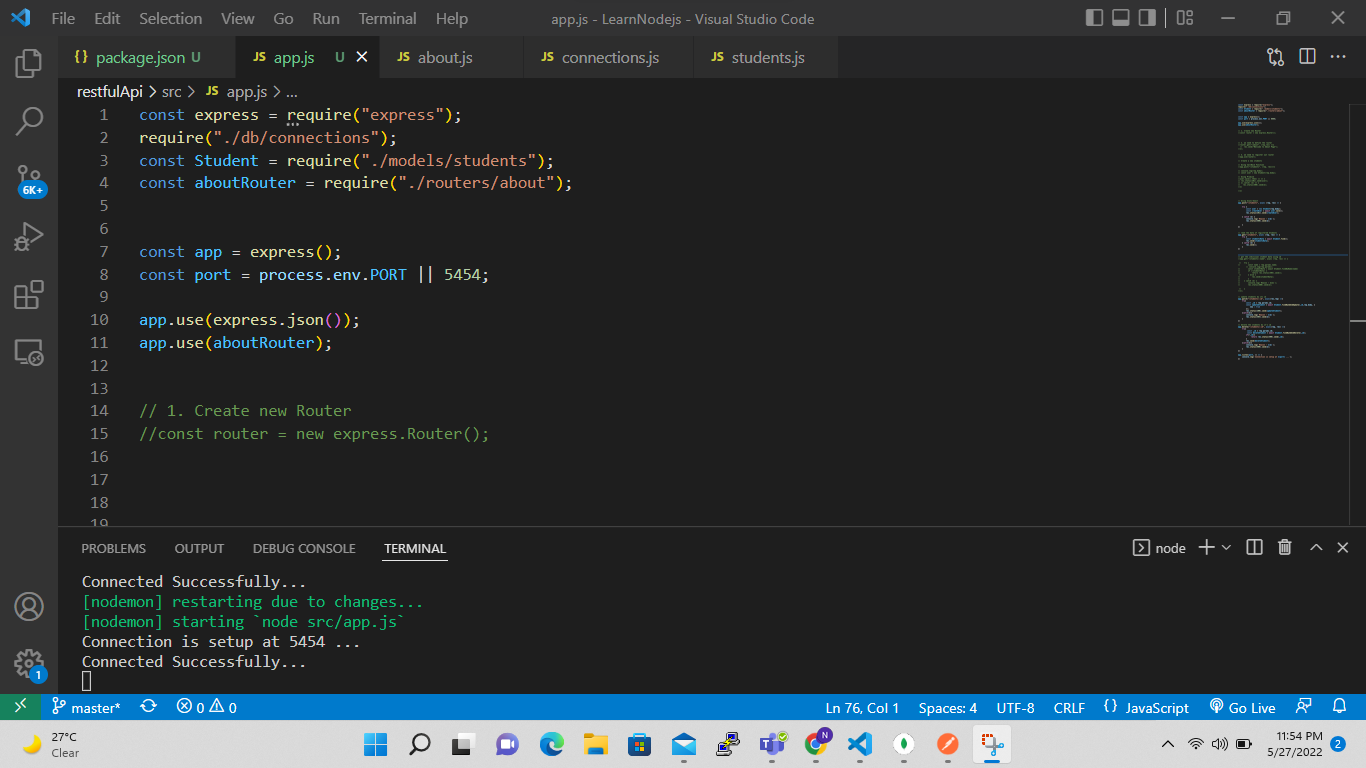 File Edit Selection View Go Run Terminal Help app.js - LearnNodejs - Visual Studio Code
{} package.json U JS app.js U JS about.js JS connections.js JS students.js
restfulApi > src > JS app.js > ...
1 const express = require("express");
2 require("./db/connections");
3 const Student = require("./models/students");
4 const aboutRouter = require("./routers/about");
5
6
7 const app = express();
8 const port = process.env.PORT || 5454;
9
10 app.use(express.json());
11 app.use(aboutRouter);
12
13
14 // 1. Create new Router
15 //const router = new express.Router();
16
17
18
19
6K+
1
PROBLEMS OUTPUT DEBUG CONSOLE TERMINAL node
Connected Successfully...
[nodemon] restarting due to changes...
[nodemon] starting `node src/app.js`
Connection is setup at 5454 ...
Connected Successfully...
master* 0 0 Ln 76, Col 1 Spaces: 4 UTF-8 CRLF {} JavaScript Go Live
27°C
Clear
N
11:54 PM
5/27/2022 2